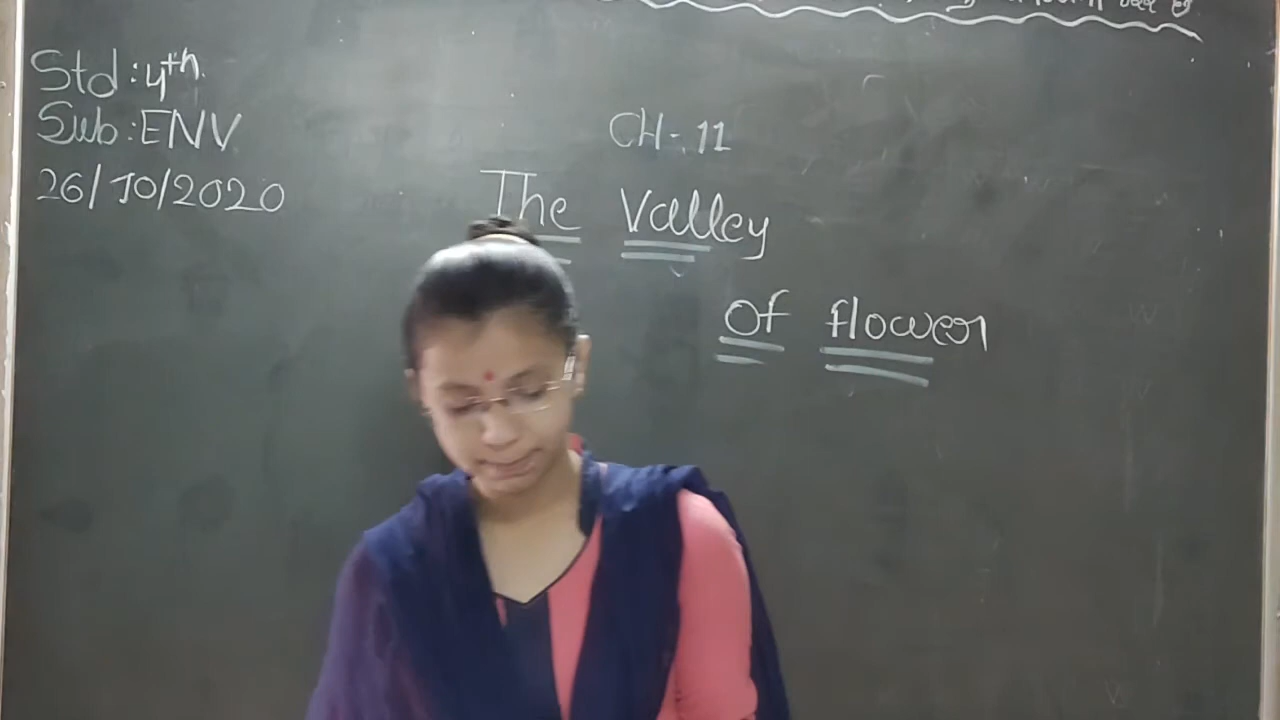 Std : 4th
Sub : ENV
26/10/2020
CH-. 11
The Valley
of flower